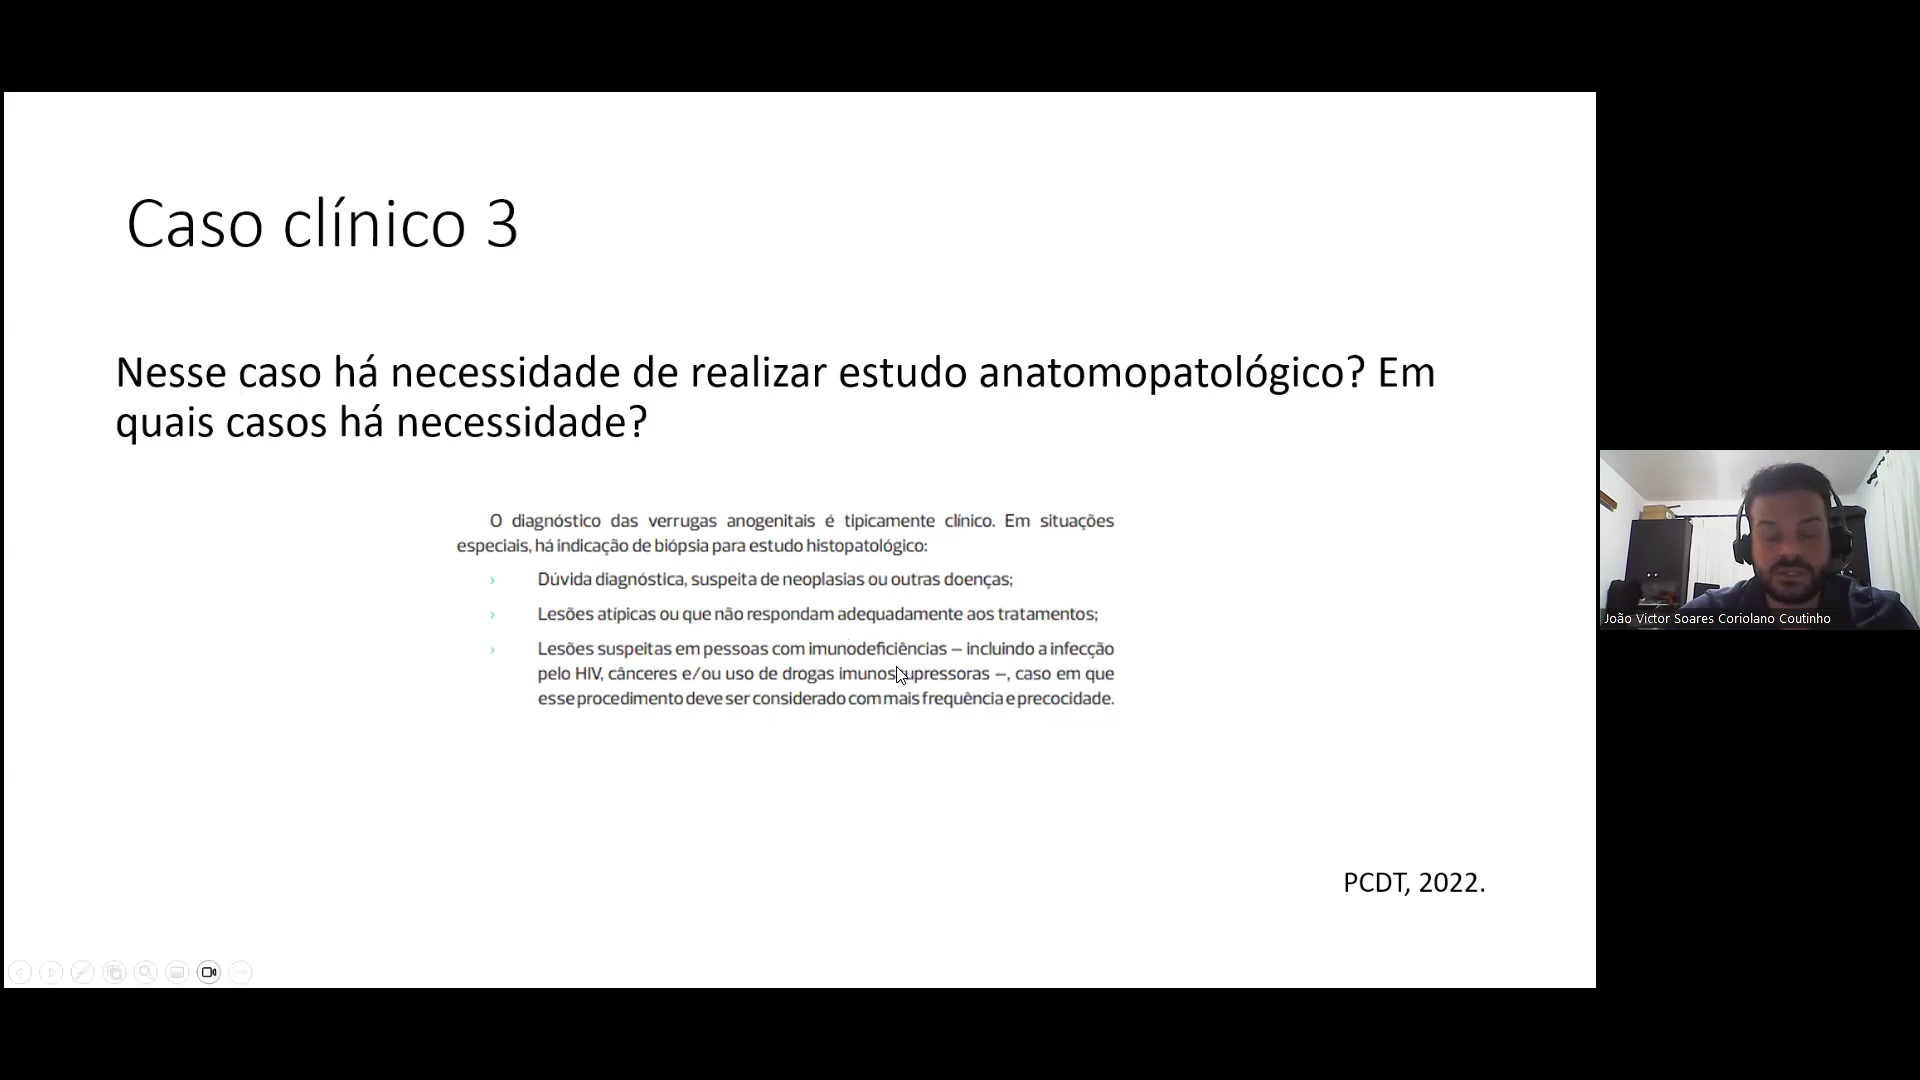 Caso clínico 3
Nesse caso há necessidade de realizar estudo anatomopatológico? Em
quais casos há necessidade?
O diagnóstico das verrugas anogenitais é tipicamente clínico. Em situações
especiais, há indicação de biópsia para estudo histopatológico:
› Dúvida diagnóstica, suspeita de neoplasias ou outras doenças;
› Lesões atípicas ou que não respondam adequadamente aos tratamentos;
› Lesões suspeitas em pessoas com imunodeficiências – incluindo a infecção
pelo HIV, cânceres e/ou uso de drogas imunossupressoras –, caso em que
esse procedimento deve ser considerado com mais frequência e precocidade.
PCDT, 2022.
João Victor Soares Coriolano Coutinho